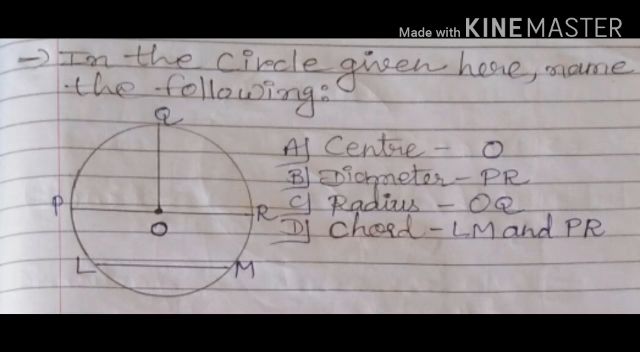 Made with KINEMASTER
→ In the circle given here, name
the following:
Q
A] Centre - O
B] Diameter - PR
P
R
C] Radius - OQ
O
D] Chord - LM and PR
L
M